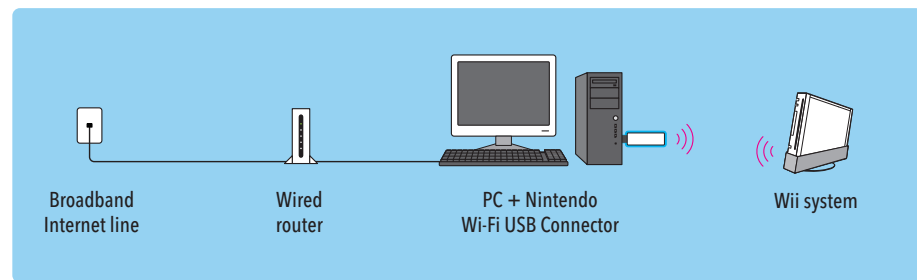 Broadband
Internet line
Wired
router
PC + Nintendo
Wi-Fi USB Connector
Wii system